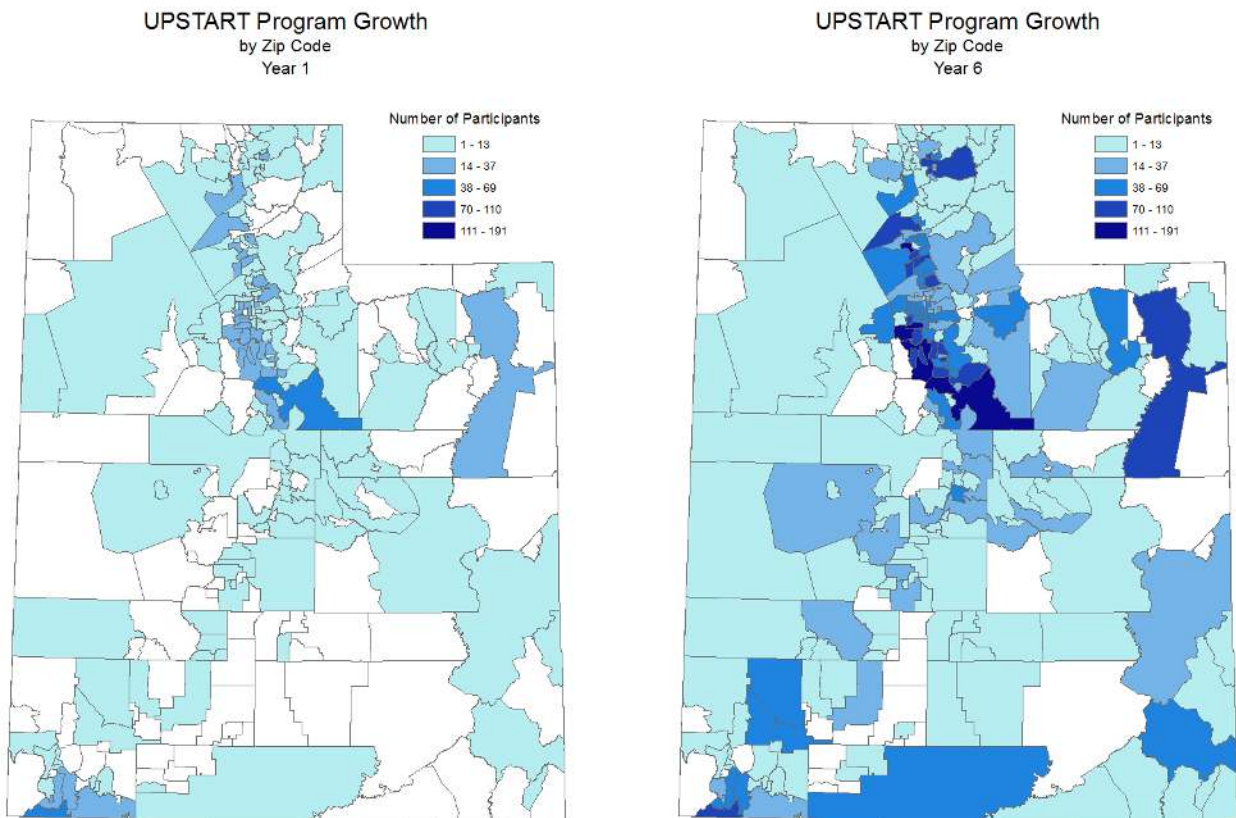 UPSTART Program Growth
by Zip Code
Year 1
Number of Participants
1 - 13
14 - 37
38 - 69
70 - 110
111 - 191
UPSTART Program Growth
by Zip Code
Year 6
Number of Participants
1 - 13
14 - 37
38 - 69
70 - 110
111 - 191